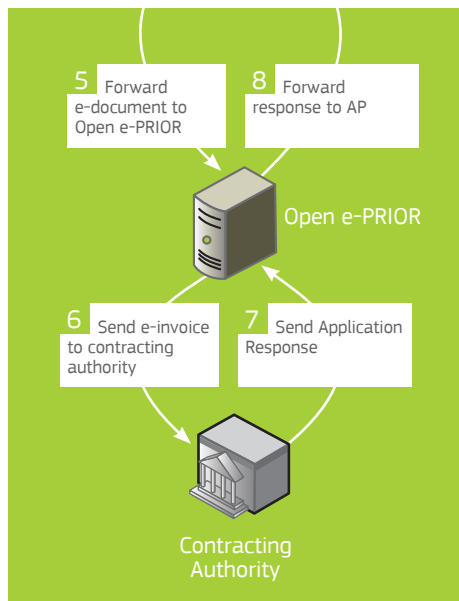 5 Forward
e-document to
Open e-PRIOR
8 Forward
response to AP
Open e-PRIOR
6 Send e-invoice
to contracting
authority
7 Send Application
Response
Contracting
Authority